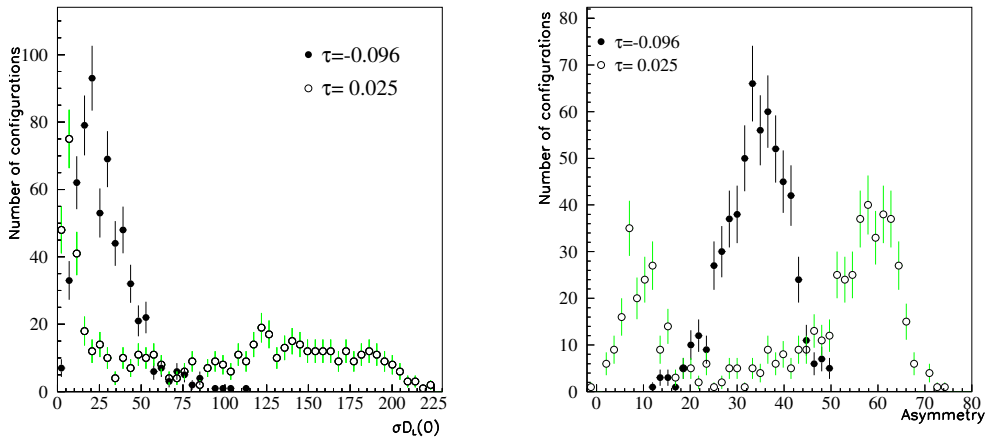 Number of configurations
100
80
60
40
20
0
τ=-0.096
τ= 0.025
0 25 50 75 100 125 150 175 200 225
σD_L(0)
Number of configurations
80
70
60
50
40
30
20
10
0
τ=-0.096
τ= 0.025
0 10 20 30 40 50 60 70 80
Asymmetry